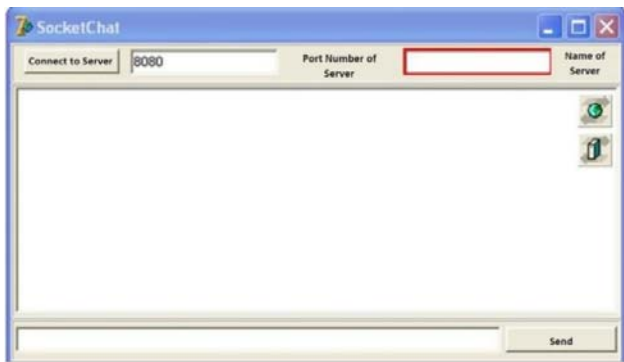 SocketChat
Connect to Server
8080
Port Number of
Server
Name of
Server
Send